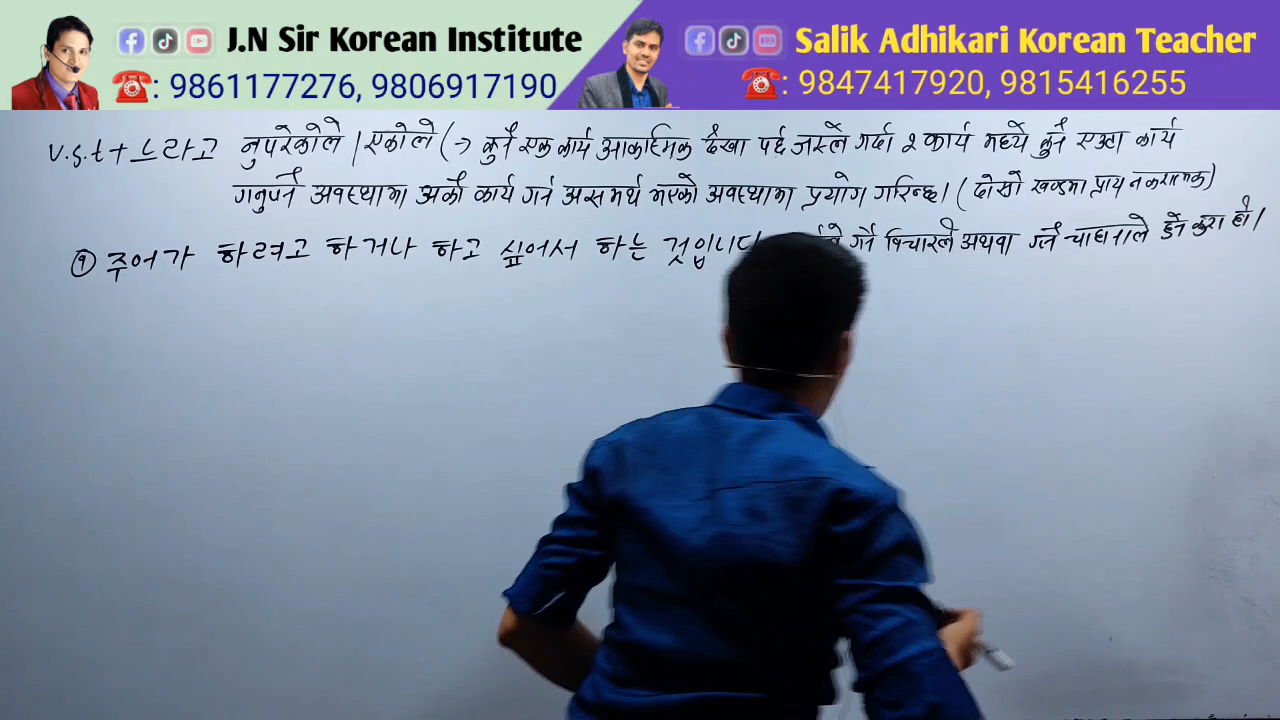 J.N Sir Korean Institute
: 9861177276, 9806917190
Salik Adhikari Korean Teacher
: 9847417920, 9815416255
V.S.t + 느라고 नुपरेकोले / एकोले (→ कुनै एक कार्य आकस्मिक देखा पर्छ जसले गर्दा २ कार्य मध्ये कुनै एउटा कार्य
गर्नुपर्ने अवस्थामा अर्को कार्य गर्न असमर्थ भएको अवस्थामा प्रयोग गरिन्छ। (दोस्रो खण्डमा प्राय नकरात्मक)
① 주어가 하려고 하거나 하고 싶어서 하는 것입니다 गर्ने विचारले अथवा गर्न चाहनाले हुने कुरा हो।